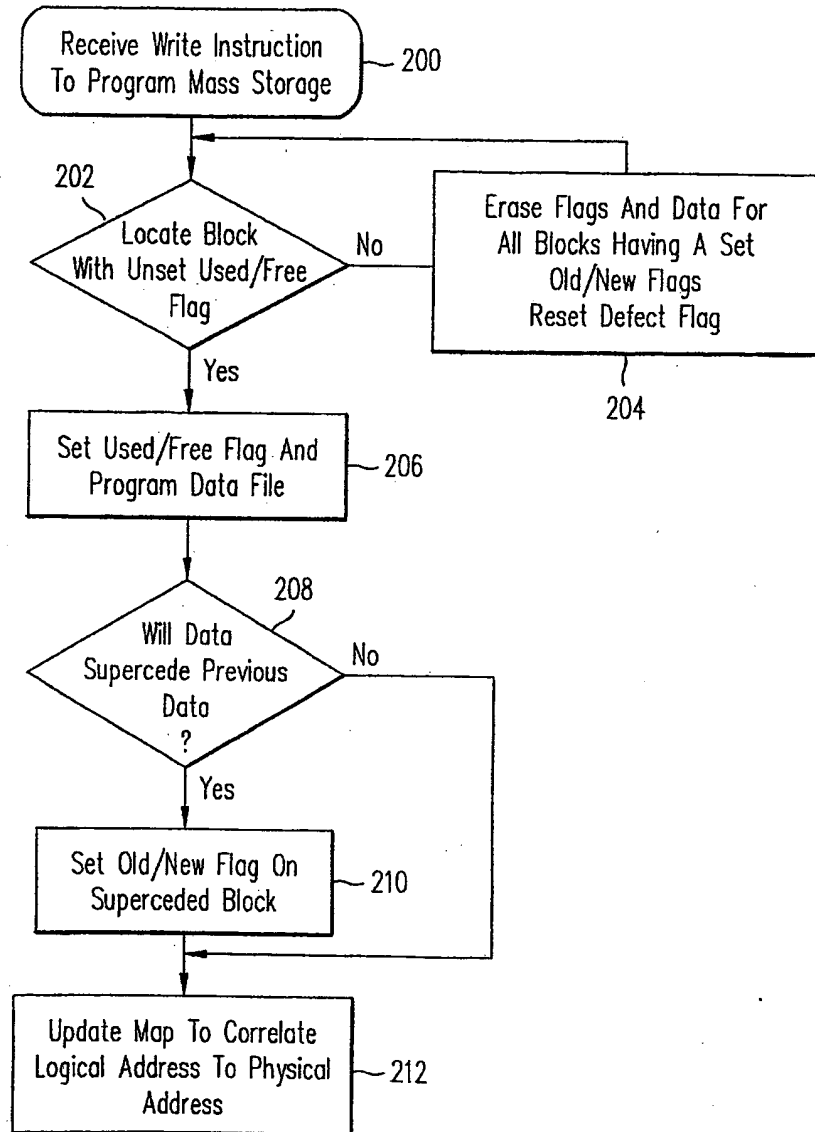 Receive Write Instruction
To Program Mass Storage
200
202
Locate Block
With Unset Used/Free
Flag
No
Erase Flags And Data For
All Blocks Having A Set
Old/New Flags
Reset Defect Flag
204
Yes
Set Used/Free Flag And
Program Data File
206
208
Will Data
Supercede Previous
Data
?
No
Yes
Set Old/New Flag On
Superceded Block
210
Update Map To Correlate
Logical Address To Physical
Address
212